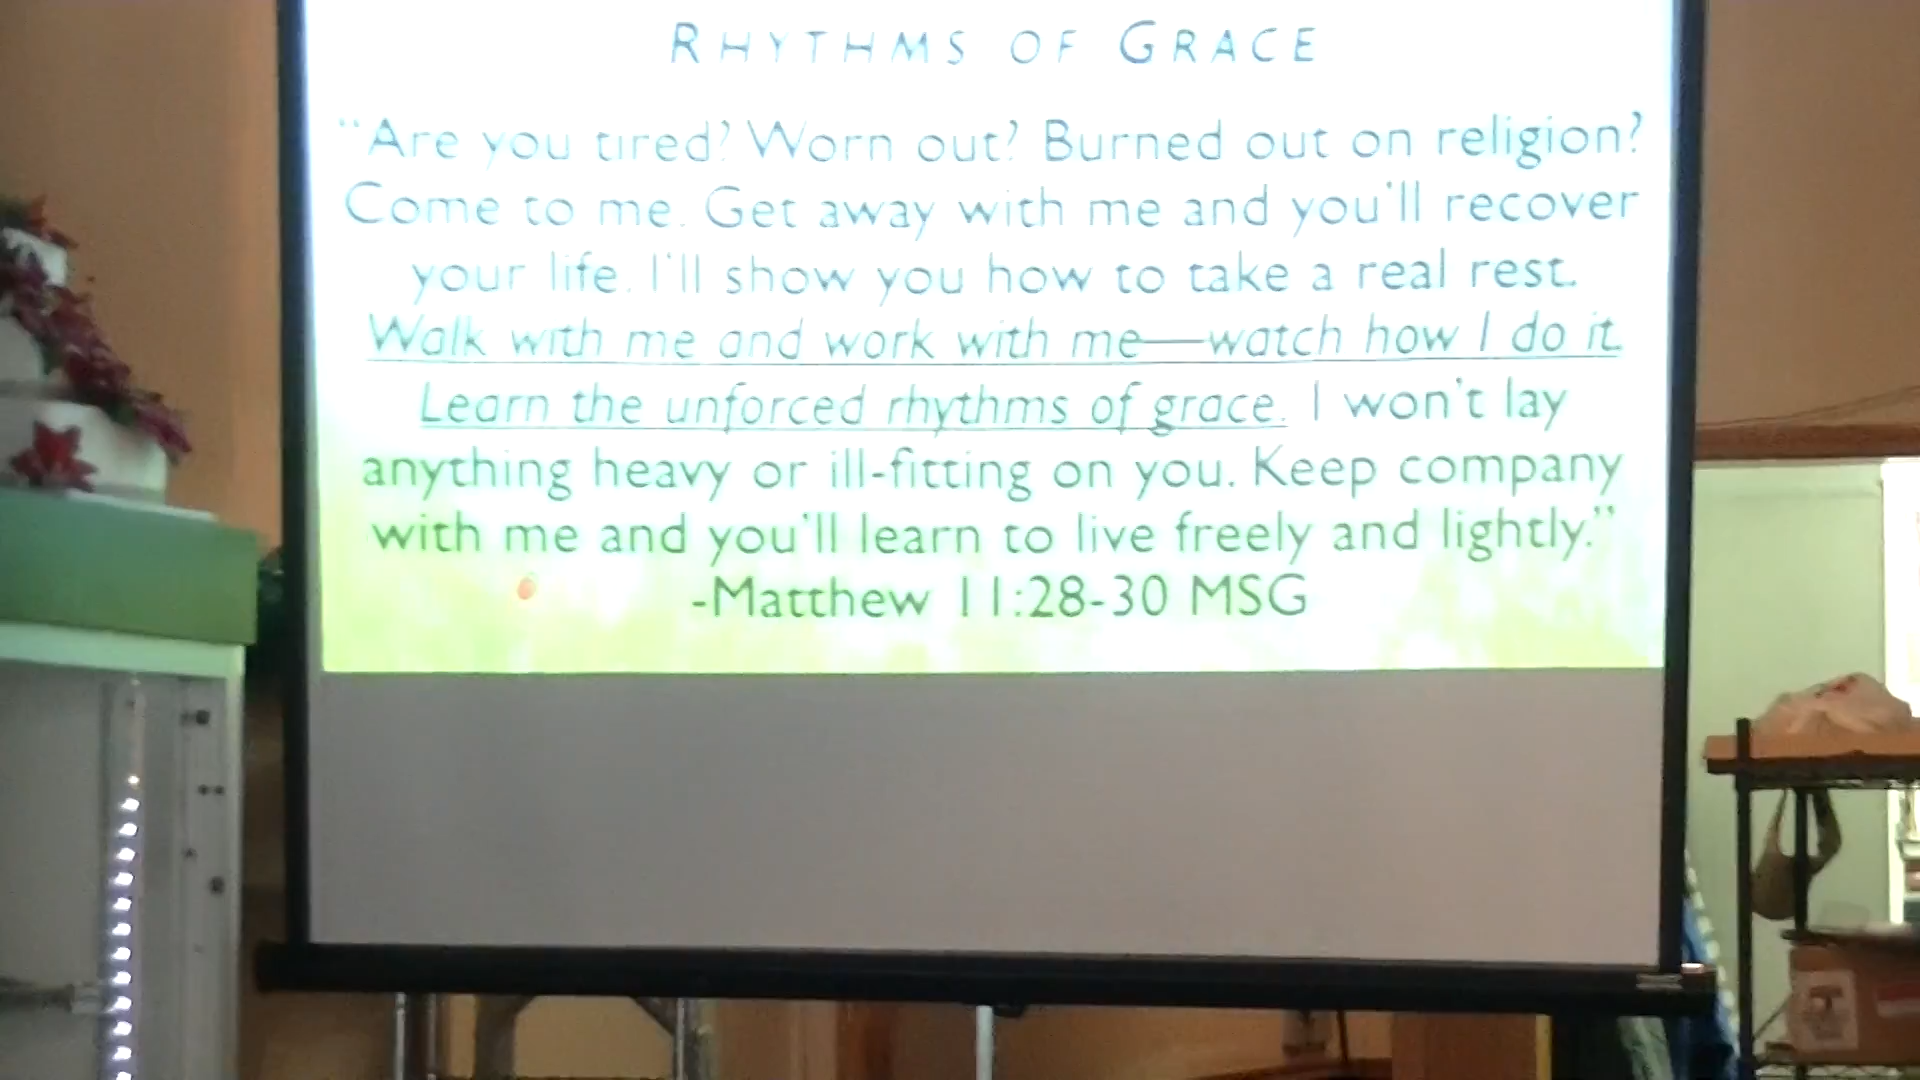 RHYTHMS OF GRACE
“Are you tired? Worn out? Burned out on religion?
Come to me. Get away with me and you'll recover
your life. I'll show you how to take a real rest.
Walk with me and work with me—watch how I do it.
Learn the unforced rhythms of grace. I won't lay
anything heavy or ill-fitting on you. Keep company
with me and you'll learn to live freely and lightly.”
-Matthew 11:28-30 MSG